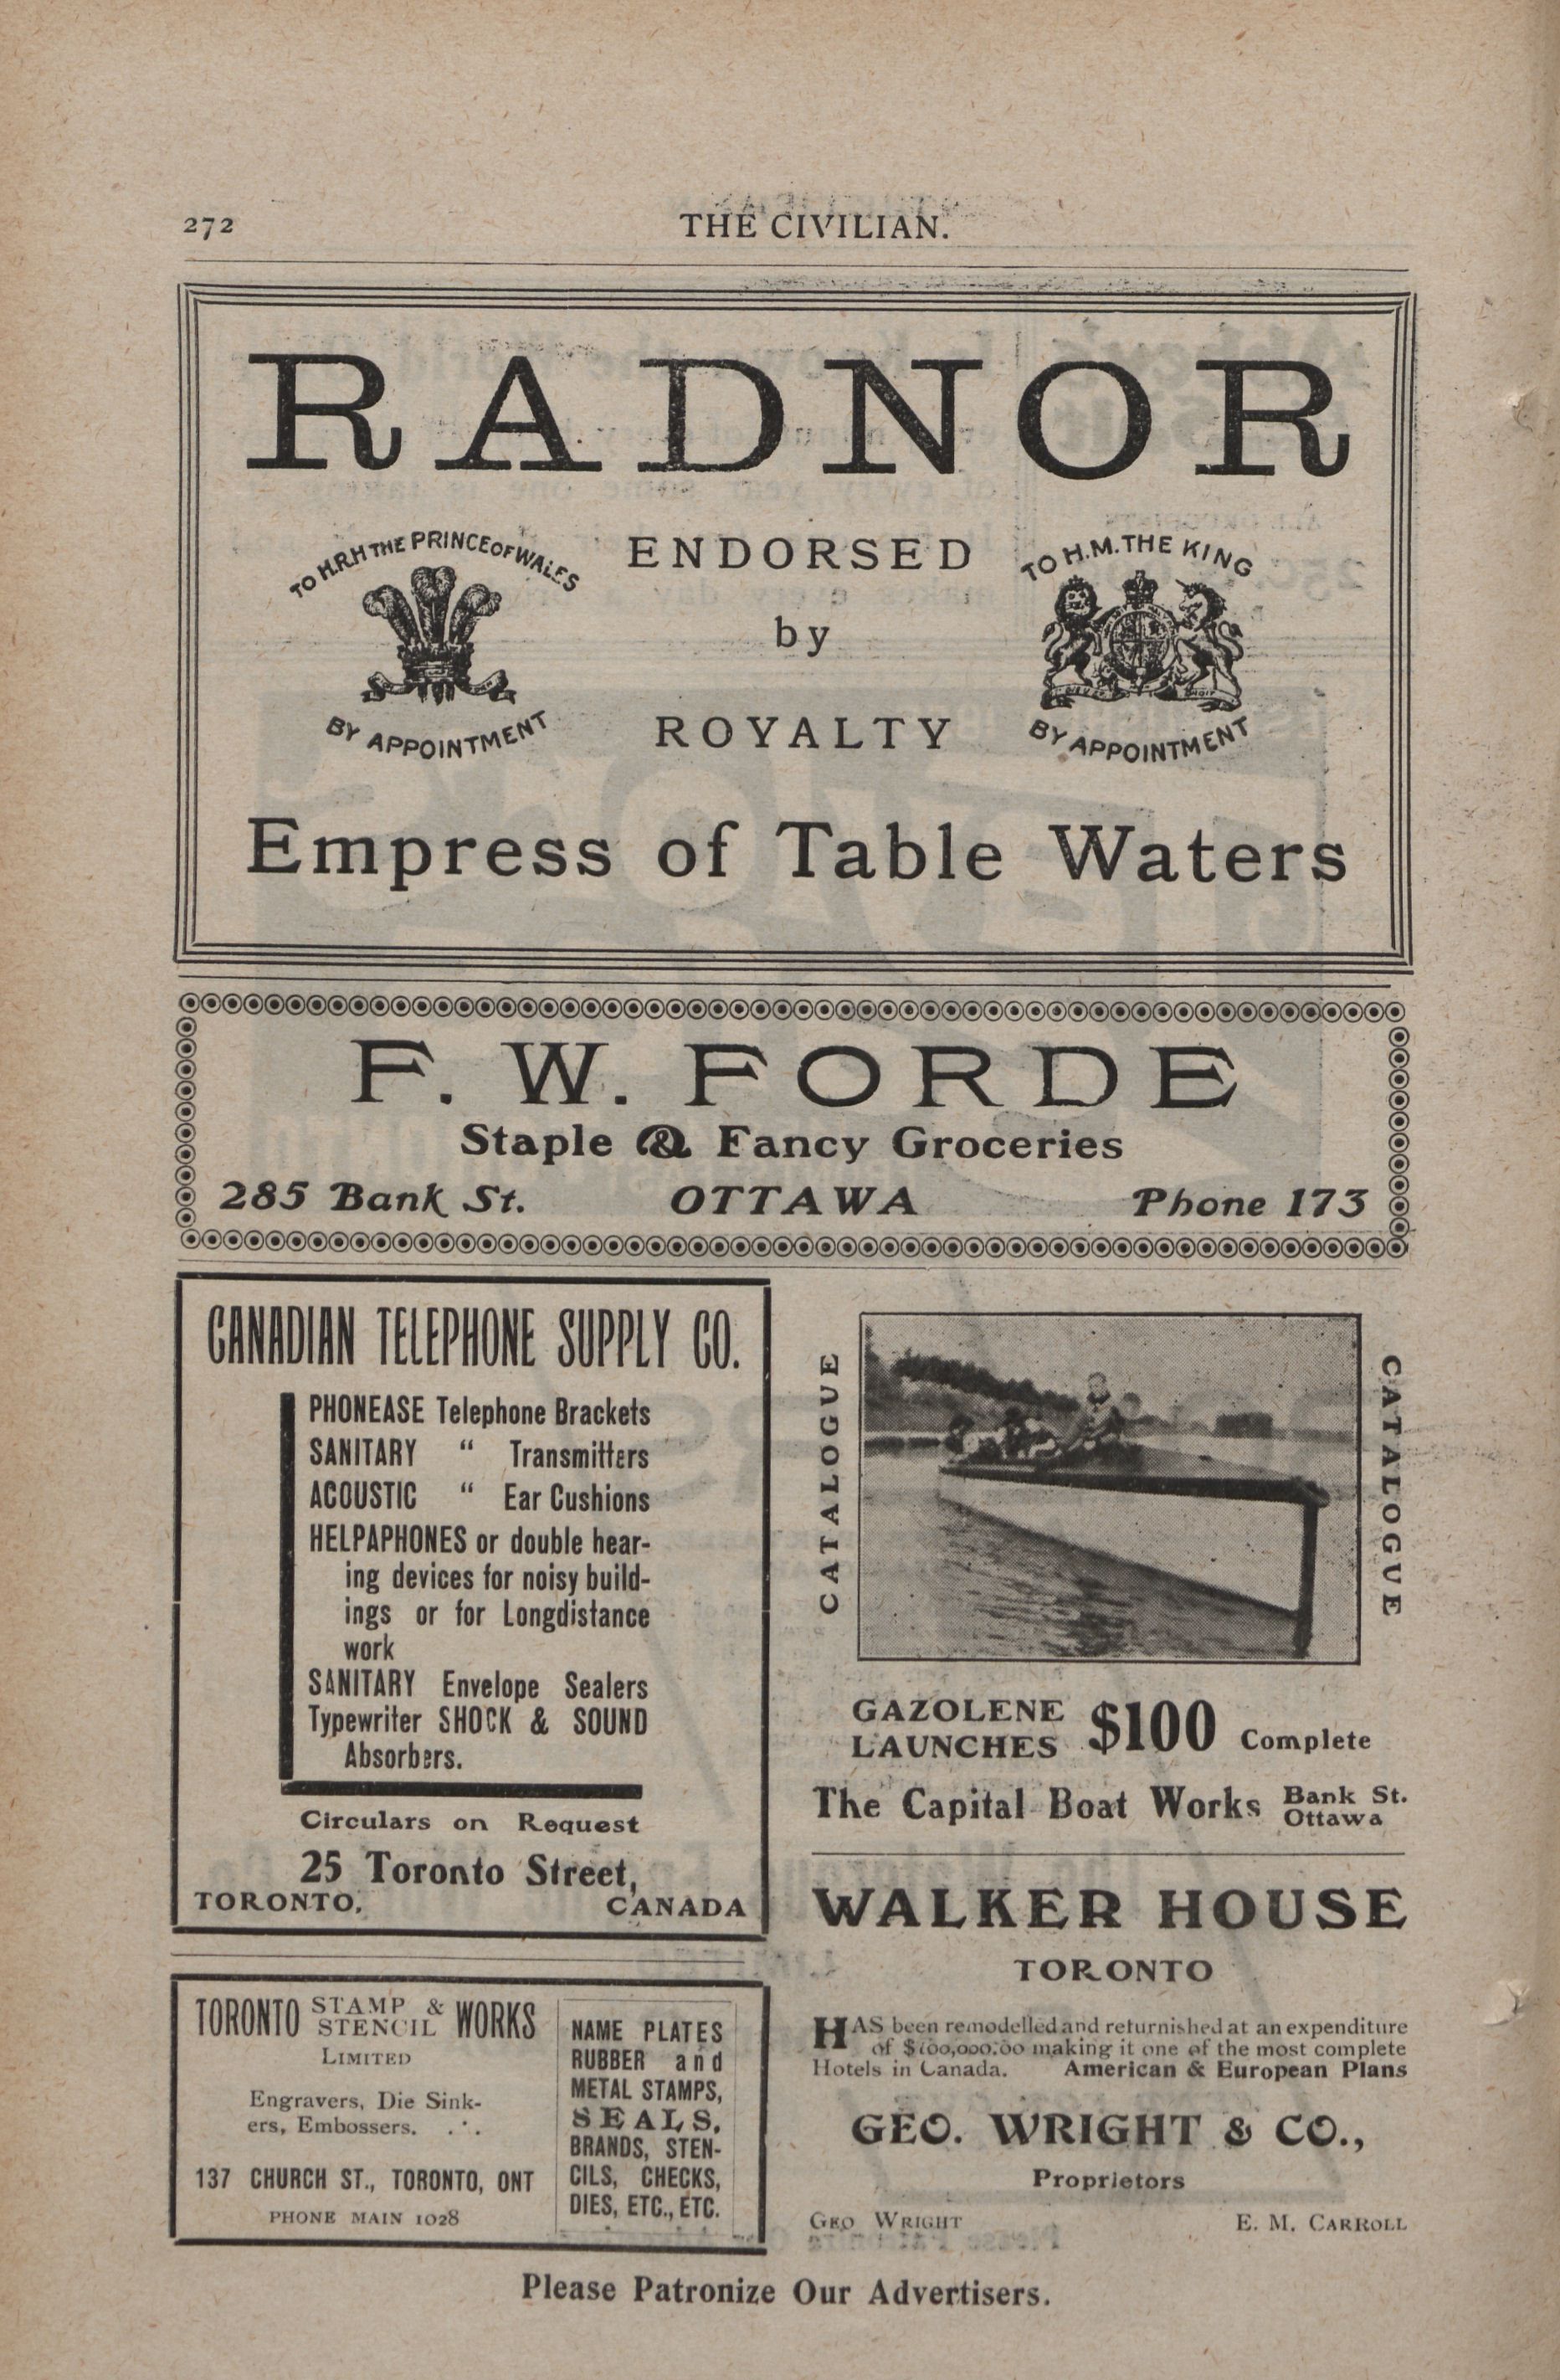 272
THE CIVILIAN.
RADNOR
TO H.R.H THE PRINCE OF WALES
BY APPOINTMENT
ENDORSED
by
ROYALTY
TO H.M. THE KING
BY APPOINTMENT
Empress of Table Waters
F. W. FORDE
Staple & Fancy Groceries
285 Bank St. OTTAWA Phone 173
CANADIAN TELEPHONE SUPPLY CO.
PHONEASE Telephone Brackets
SANITARY " Transmitters
ACOUSTIC " Ear Cushions
HELPAPHONES or double hear-
ing devices for noisy build-
ings or for Longdistance
work
SANITARY Envelope Sealers
Typewriter SHOCK & SOUND
Absorbers.
Circulars on Request
25 Toronto Street,
TORONTO. CANADA
TORONTO STAMP & STENCIL WORKS
LIMITED
Engravers, Die Sink-
ers, Embossers. .·.
137 CHURCH ST., TORONTO, ONT
PHONE MAIN 1028
NAME PLATES
RUBBER and
METAL STAMPS,
SEALS,
BRANDS, STEN-
CILS, CHECKS,
DIES, ETC., ETC.
CATALOGUE
CATALOGUE
GAZOLENE
LAUNCHES $100 Complete
The Capital Boat Works Bank St.
Ottawa
WALKER HOUSE
TORONTO
HAS been remodelled and returnished at an expenditure
of $100,000.00 making it one of the most complete
Hotels in Canada. American & European Plans
GEO. WRIGHT & CO.,
Proprietors
GEO WRIGHT E. M. CARROLL
Please Patronize Our Advertisers.